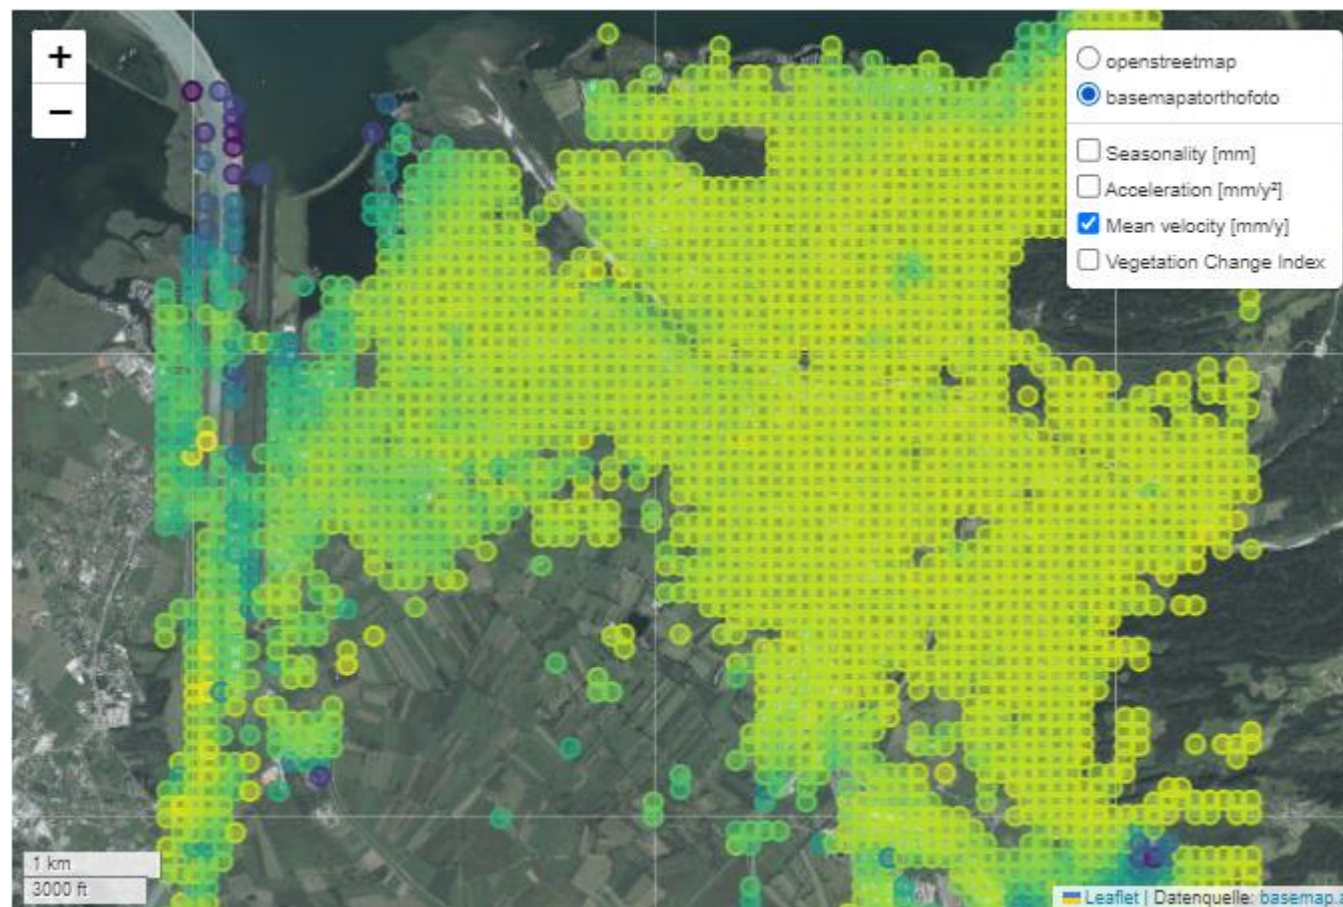 +
−
openstreetmap
basemapatorthofoto
Seasonality [mm]
Acceleration [mm/y²]
Mean velocity [mm/y]
Vegetation Change Index
1 km
3000 ft
Leaflet | Datenquelle: basemap.a